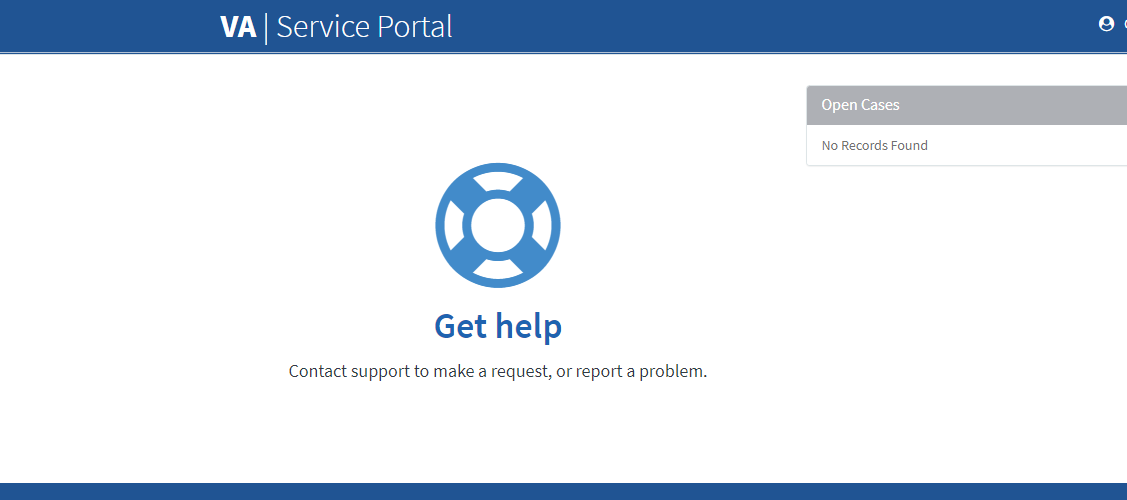 VA | Service Portal
Open Cases
No Records Found
Get help
Contact support to make a request, or report a problem.